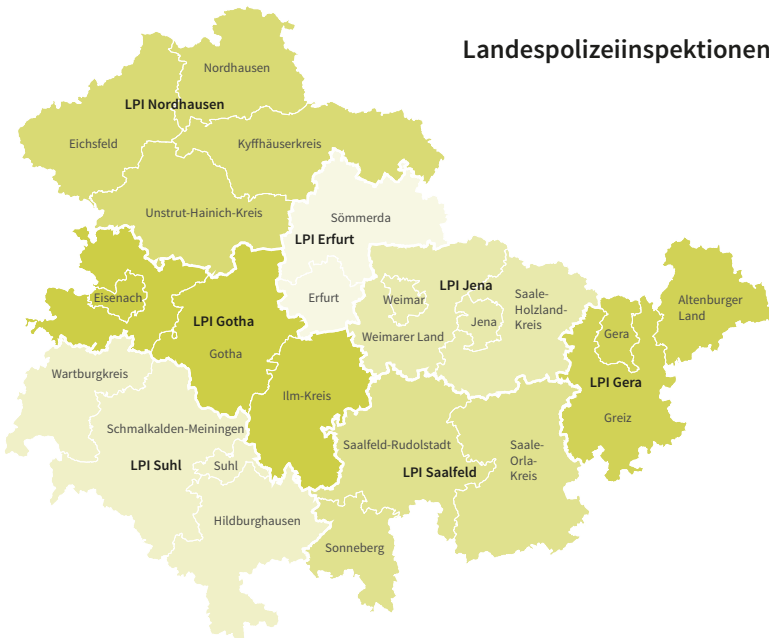 Landespolizeiinspektionen
Nordhausen
LPI Nordhausen
Eichsfeld
Kyffhäuserkreis
Unstrut-Hainich-Kreis
Sömmerda
LPI Erfurt
Erfurt
Eisenach
LPI Gotha
Gotha
LPI Jena
Weimar
Saale-
Holzland-
Kreis
Jena
Weimarer Land
Altenburger
Land
Gera
LPI Gera
Greiz
Wartburgkreis
Ilm-Kreis
Schmalkalden-Meiningen
LPI Suhl
Suhl
Saalfeld-Rudolstadt
LPI Saalfeld
Saale-
Orla-
Kreis
Hildburghausen
Sonneberg